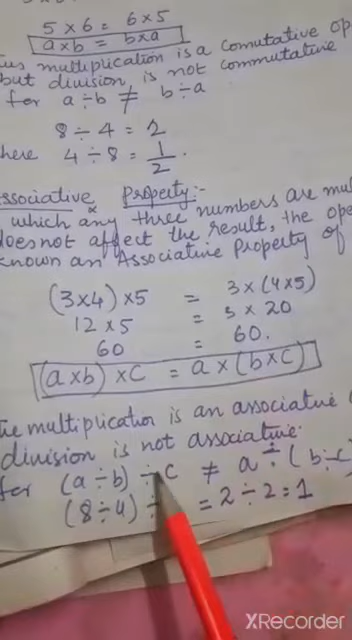 5 × 6 = 6 × 5
a×b = b×a
multiplication is a comutative op
but division is not commutative
for a÷b ≠ b÷a
8 ÷ 4 = 2
here 4 ÷ 8 = 1/2.
ssociative Property:-
which any three numbers are mul
does not affect the result, the ope
known an Associative Property of
(3×4)×5 = 3×(4×5)
12 × 5 = 3 × 20
60 = 60.
(a×b)×C = a×(b×C)
multiplication is an associative
division is not associative.
for (a÷b) ÷ C ≠ a ÷ (b÷c)
(8÷4) ÷ = 2 ÷ 2 = 1
XRecorder